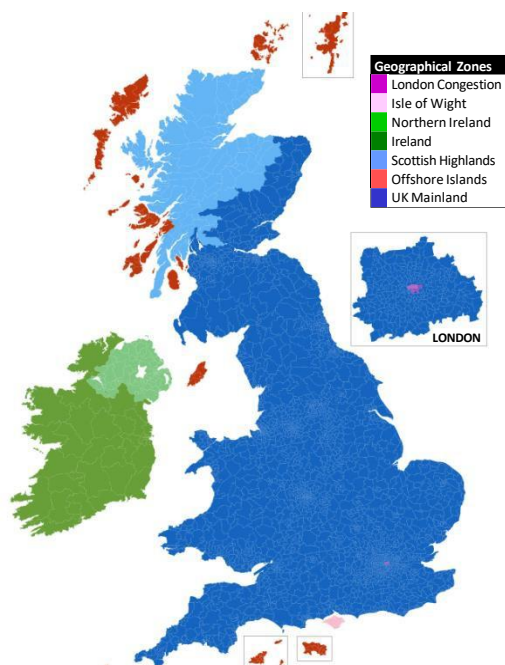 Geographical Zones
London Congestion
Isle of Wight
Northern Ireland
Ireland
Scottish Highlands
Offshore Islands
UK Mainland
LONDON